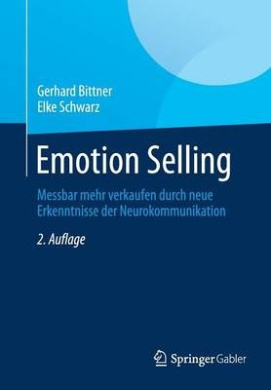 Gerhard Bittner
Elke Schwarz
Emotion Selling
Messbar mehr verkaufen durch neue
Erkenntnisse der Neurokommunikation
2. Auflage
Springer Gabler